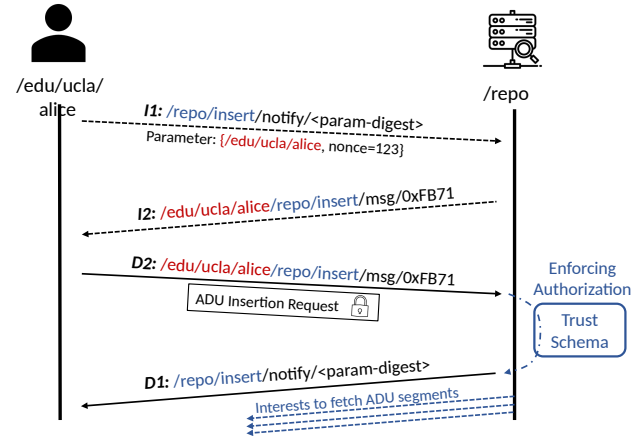 /edu/ucla/
alice
/repo
I1: /repo/insert/notify/<param-digest>
Parameter: {/edu/ucla/alice, nonce=123}
I2: /edu/ucla/alice/repo/insert/msg/0xFB71
D2: /edu/ucla/alice/repo/insert/msg/0xFB71
ADU Insertion Request
Enforcing
Authorization
Trust
Schema
D1: /repo/insert/notify/<param-digest>
Interests to fetch ADU segments